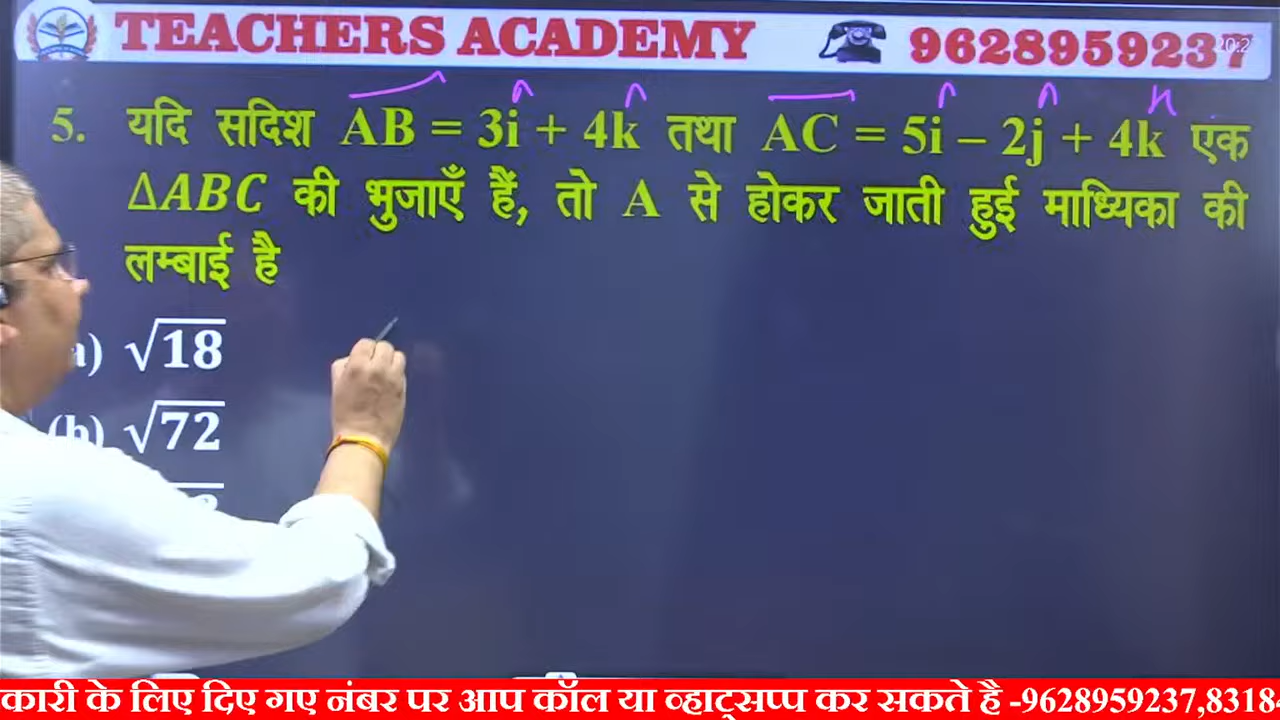 TEACHERS ACADEMY 9628959237
5. यदि सदिश AB = 3i + 4k तथा AC = 5i – 2j + 4k एक
ΔABC की भुजाएँ हैं, तो A से होकर जाती हुई माध्यिका की
लम्बाई है
a) √18
(b) √72
कारी के लिए दिए गए नंबर पर आप कॉल या व्हाट्सप्प कर सकते है -9628959237,8318